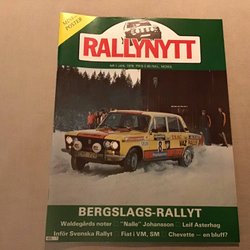 MINI-
POSTER
RALLYNYTT
BERGSLAGS-RALLYT
Waldegårds noter "Nalle" Johansson Leif Asterhag
Inför Svenska Rallyt Fiat i VM, SM Chevette — en bluff?